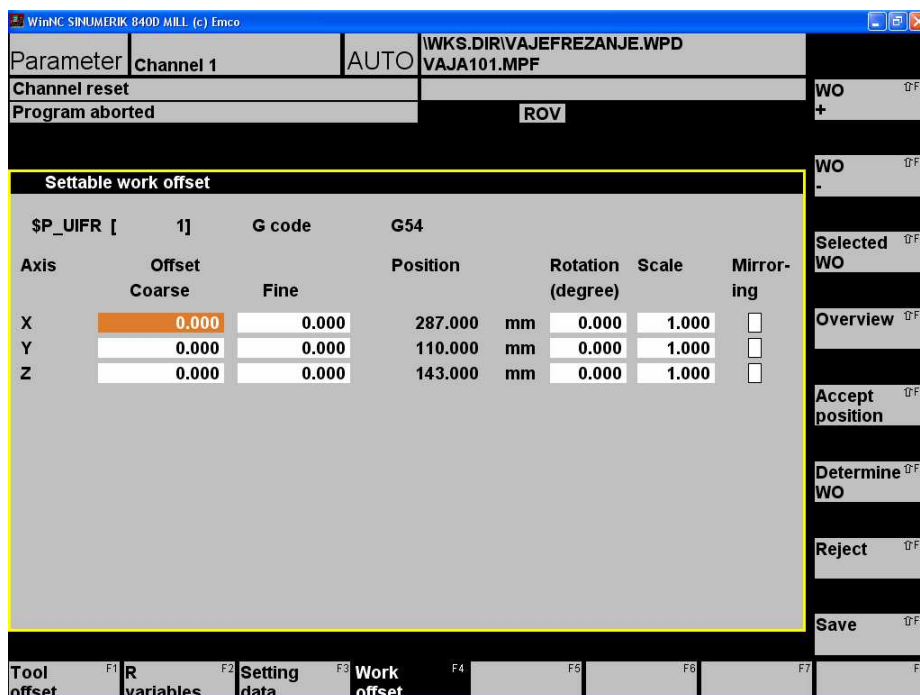 WinNC SINUMERIK 840D MILL (c) Emco
Parameter Channel 1 AUTO \WKS.DIR\VAJEFREZANJE.WPD
VAJA101.MPF
Channel reset
Program aborted ROV
WO +
WO -
Settable work offset
$P_UIFR [ 1] G code G54
Selected WO
Axis Offset Position Rotation Scale Mirror-
Coarse Fine (degree) ing
X 0.000 0.000 287.000 mm 0.000 1.000
Y 0.000 0.000 110.000 mm 0.000 1.000
Z 0.000 0.000 143.000 mm 0.000 1.000
Overview
Accept position
Determine WO
Reject
Save
Tool offset F1 R variables F2 Setting data F3 Work offset F4 F5 F6 F7